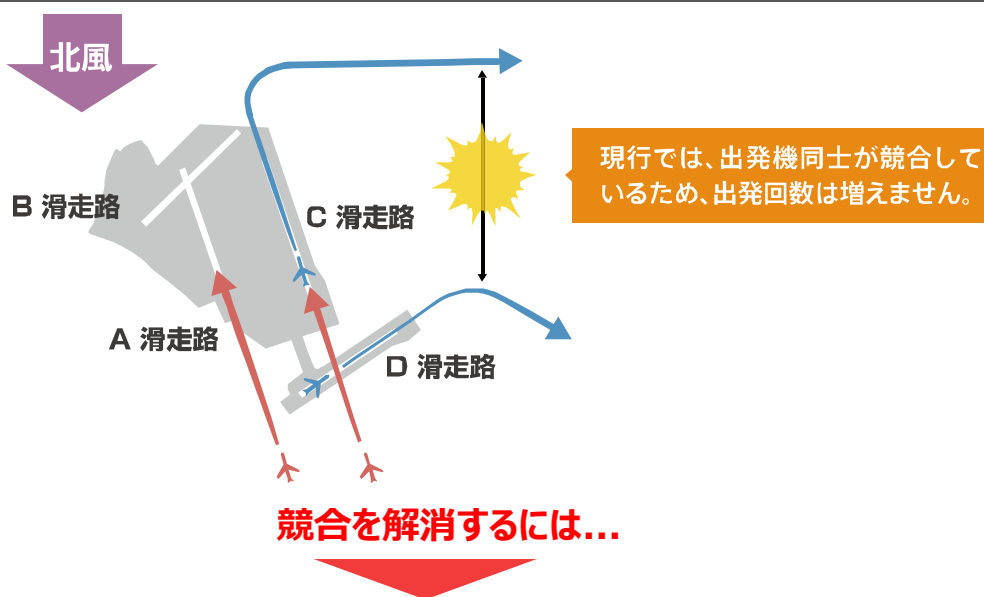 北風
現行では、出発機同士が競合して
いるため、出発回数は増えません。
B 滑走路
C 滑走路
A 滑走路
D 滑走路
競合を解消するには...